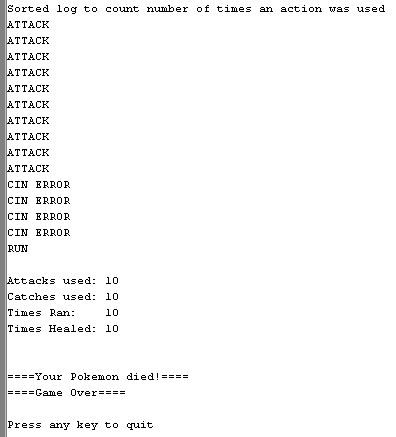 Sorted log to count number of times an action was used
ATTACK
ATTACK
ATTACK
ATTACK
ATTACK
ATTACK
ATTACK
ATTACK
ATTACK
ATTACK
CIN ERROR
CIN ERROR
CIN ERROR
CIN ERROR
RUN
Attacks used: 10
Catches used: 10
Times Ran: 10
Times Healed: 10
====Your Pokemon died!====
====Game Over====
Press any key to quit